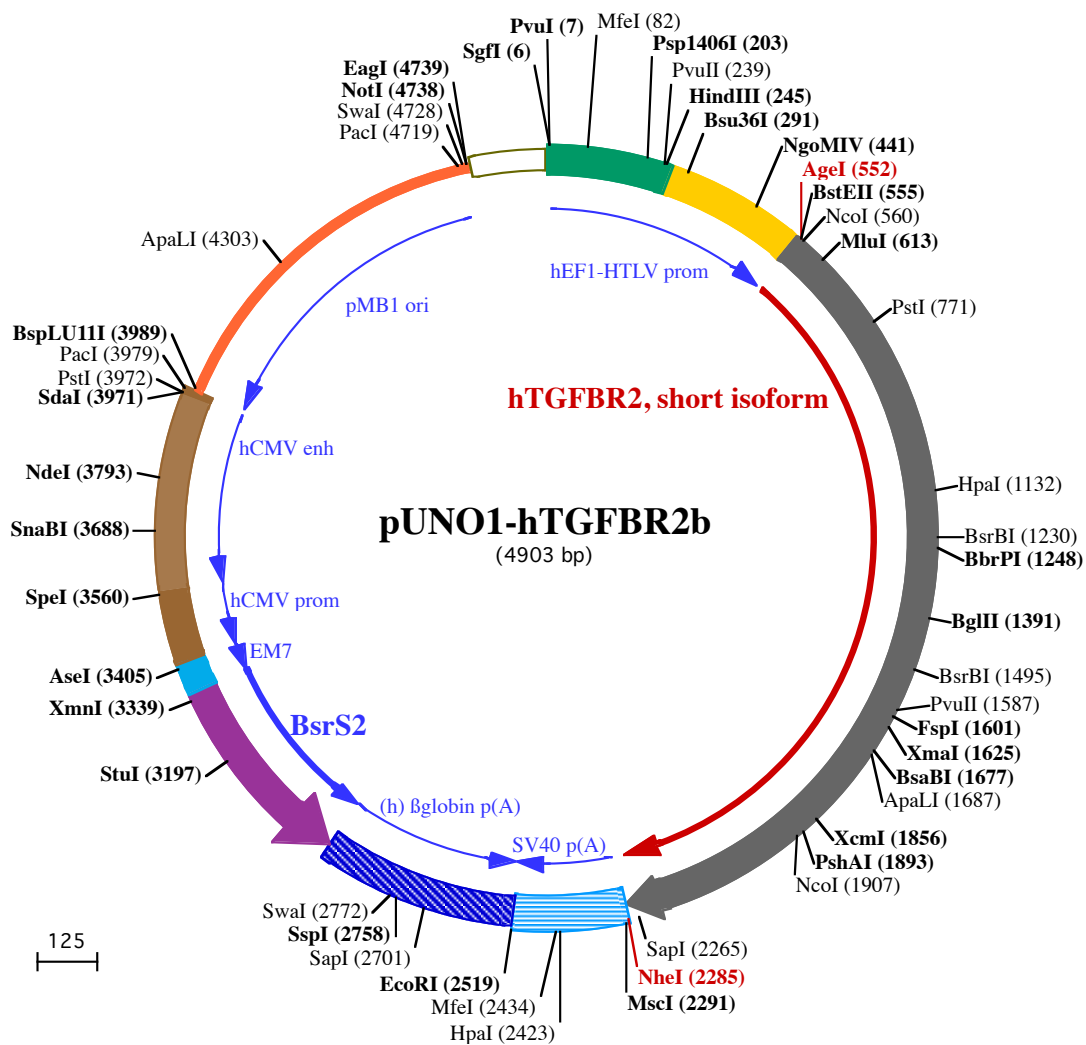 PvuI (7)
MfeI (82)
SgfI (6)
Psp1406I (203)
EagI (4739)
PvuII (239)
NotI (4738)
HindIII (245)
SwaI (4728)
Bsu36I (291)
PacI (4719)
NgoMIV (441)
AgeI (552)
BstEII (555)
NcoI (560)
MluI (613)
ApaLI (4303)
hEF1-HTLV prom
pMB1 ori
PstI (771)
BspLU11I (3989)
PacI (3979)
PstI (3972)
SdaI (3971)
hTGFBR2, short isoform
hCMV enh
NdeI (3793)
HpaI (1132)
SnaBI (3688)
pUNO1-hTGFBR2b
(4903 bp)
BsrBI (1230)
BbrPI (1248)
SpeI (3560)
hCMV prom
BglII (1391)
EM7
AseI (3405)
BsrBI (1495)
XmnI (3339)
PvuII (1587)
BsrS2
FspI (1601)
XmaI (1625)
StuI (3197)
BsaBI (1677)
ApaLI (1687)
(h) ßglobin p(A)
SV40 p(A)
XcmI (1856)
PshAI (1893)
NcoI (1907)
SwaI (2772)
SspI (2758)
SapI (2701)
SapI (2265)
125
EcoRI (2519)
NheI (2285)
MfeI (2434)
MscI (2291)
HpaI (2423)